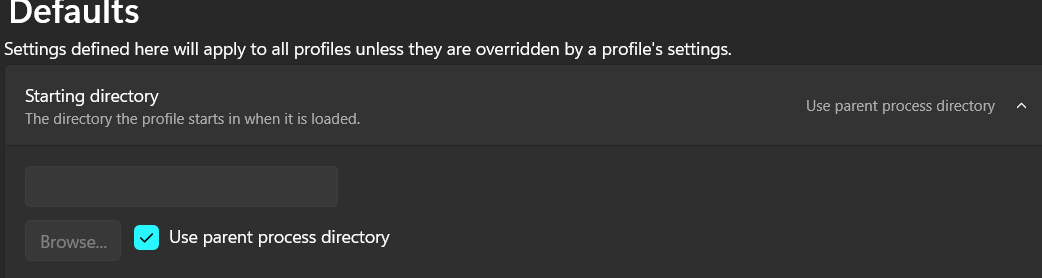 Defaults
Settings defined here will apply to all profiles unless they are overridden by a profile's settings.
Starting directory
The directory the profile starts in when it is loaded.
Use parent process directory
Browse...
Use parent process directory